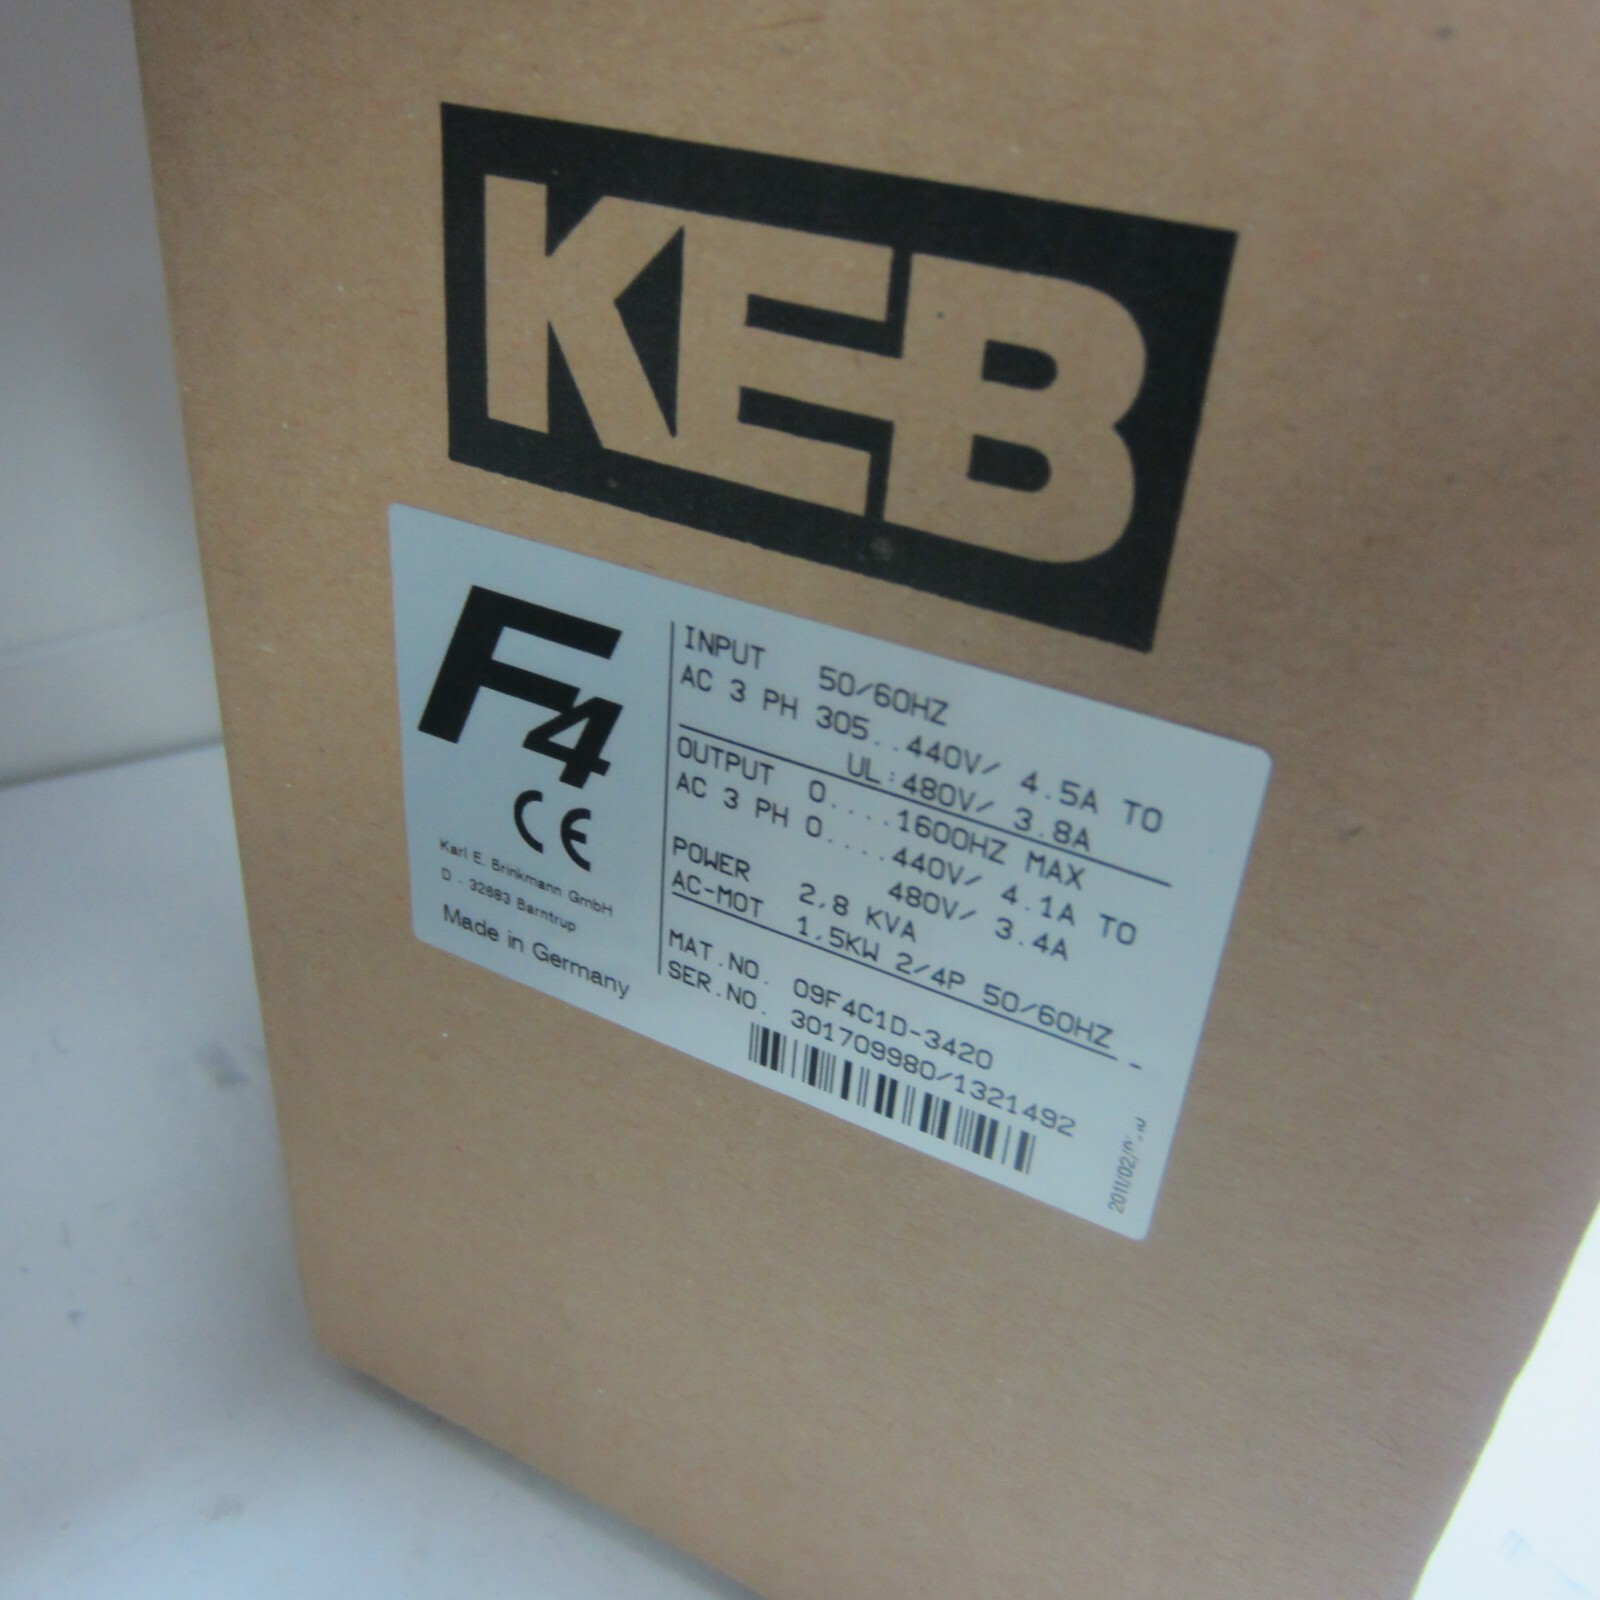 KEB
F4
CE
Karl E. Brinkmann GmbH
D - 32683 Barntrup
Made in Germany
INPUT 50/60HZ
AC 3 PH 305..440V/ 4.5A TO
UL:480V/ 3.8A
OUTPUT 0....1600HZ MAX
AC 3 PH 0....440V/ 4.1A TO
480V/ 3.4A
POWER 2,8 KVA
AC-MOT 1,5KW 2/4P 50/60HZ
MAT.NO. 09F4C1D-3420 -
SER.NO. 301709980/1321492